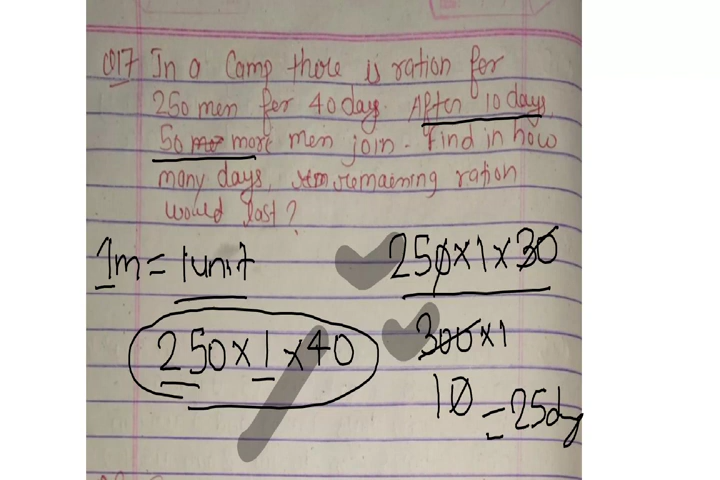 Q17 In a Camp there is ration for
250 men for 40 days. After 10 days,
50 more men join. Find in how
many days, remaining ration
would last?
1m = 1unit
250×1×40
250×1×30
300×1
10
=25day